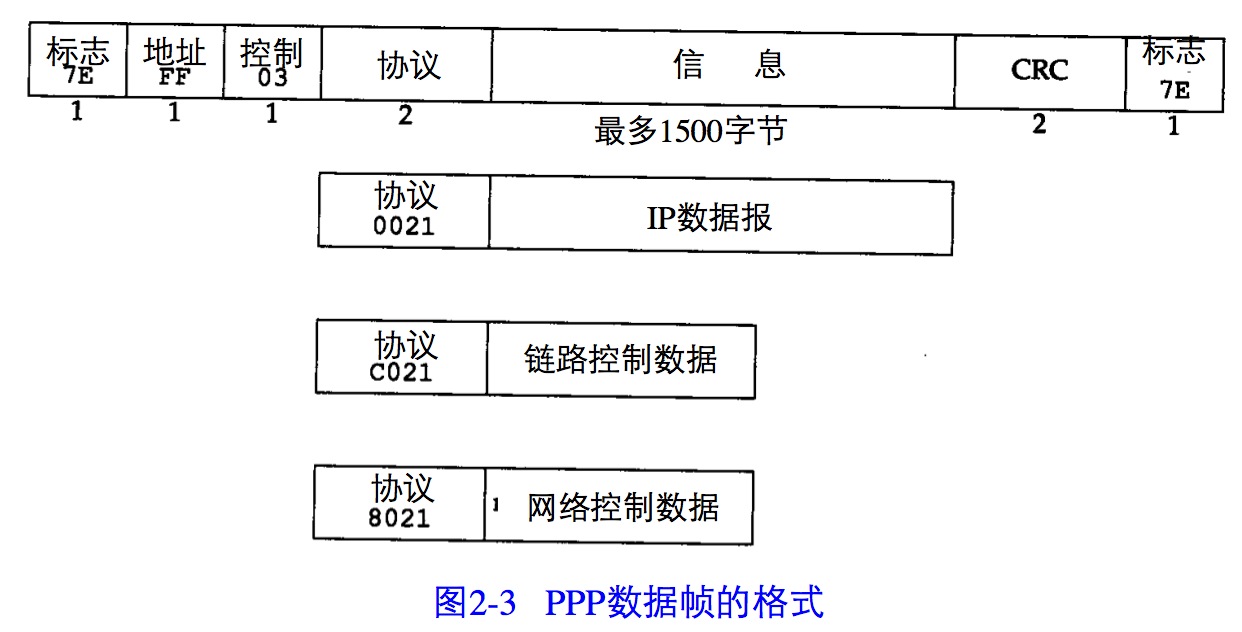 标志 地址 控制 协议 信 息 CRC 标志
7E FF 03 7E
1 1 1 2 最多1500字节 2 1
协议 IP数据报
0021
协议 链路控制数据
C021
协议 网络控制数据
8021
图2-3 PPP数据帧的格式